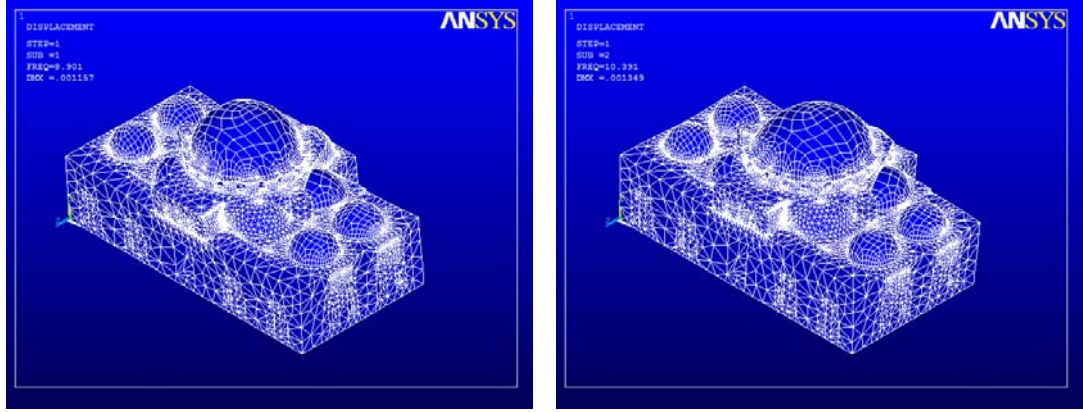 1
DISPLACEMENT
STEP=1
SUB =1
FREQ=8.901
DMX =.001157
ANSYS
1
DISPLACEMENT
STEP=1
SUB =2
FREQ=10.391
DMX =.001349
ANSYS